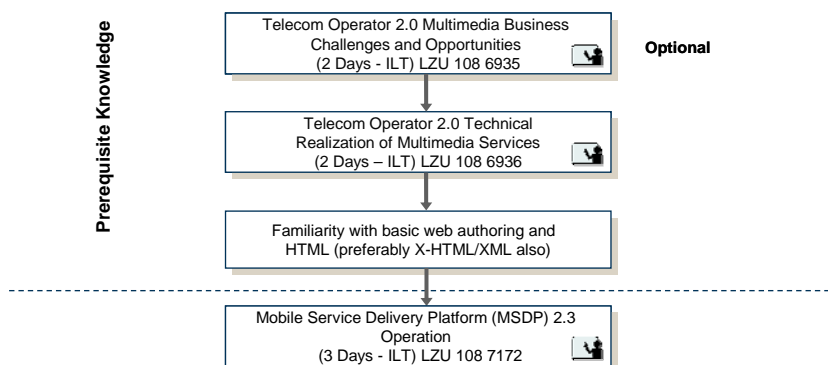 Prerequisite Knowledge
Telecom Operator 2.0 Multimedia Business
Challenges and Opportunities
(2 Days - ILT) LZU 108 6935
Optional
Telecom Operator 2.0 Technical
Realization of Multimedia Services
(2 Days – ILT) LZU 108 6936
Familiarity with basic web authoring and
HTML (preferably X-HTML/XML also)
Mobile Service Delivery Platform (MSDP) 2.3
Operation
(3 Days - ILT) LZU 108 7172